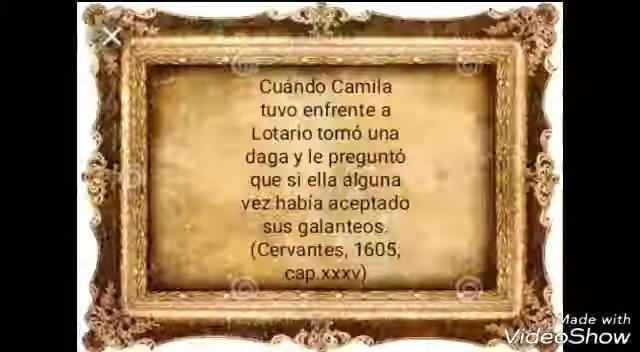 Cuándo Camila
tuvo enfrente a
Lotario tomó una
daga y le preguntó
que si ella alguna
vez había aceptado
sus galanteos.
(Cervantes, 1605,
cap.xxxv)
Made with
VideoShow